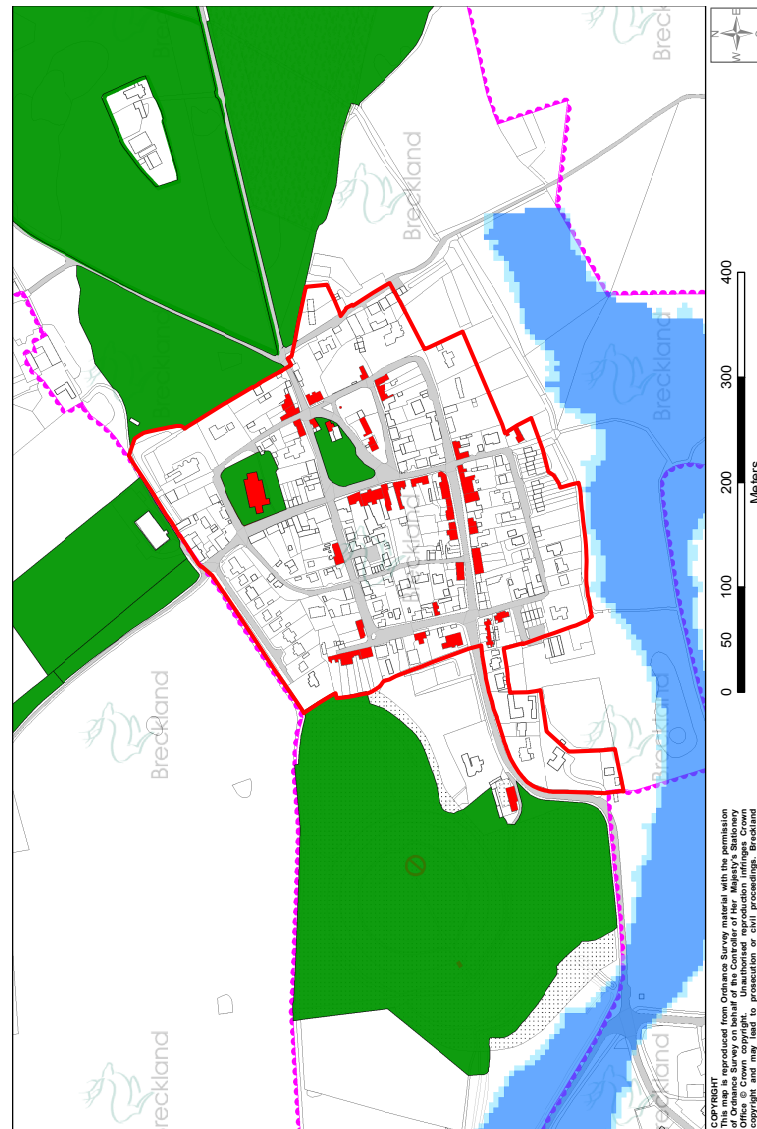 Breckland
Breckland
Breckland
Breckland
Breckland
Breckland
Breckland
Breckland
N
E
W
0
50
100
200
300
400
Meters
COPYRIGHT
This map is reproduced from Ordnance Survey material with the permission
of Ordnance Survey on behalf of the Controller of Her Majesty's Stationery
Office © Crown copyright. Unauthorised reproduction infringes Crown
copyright and may lead to prosecution or civil proceedings. Breckland